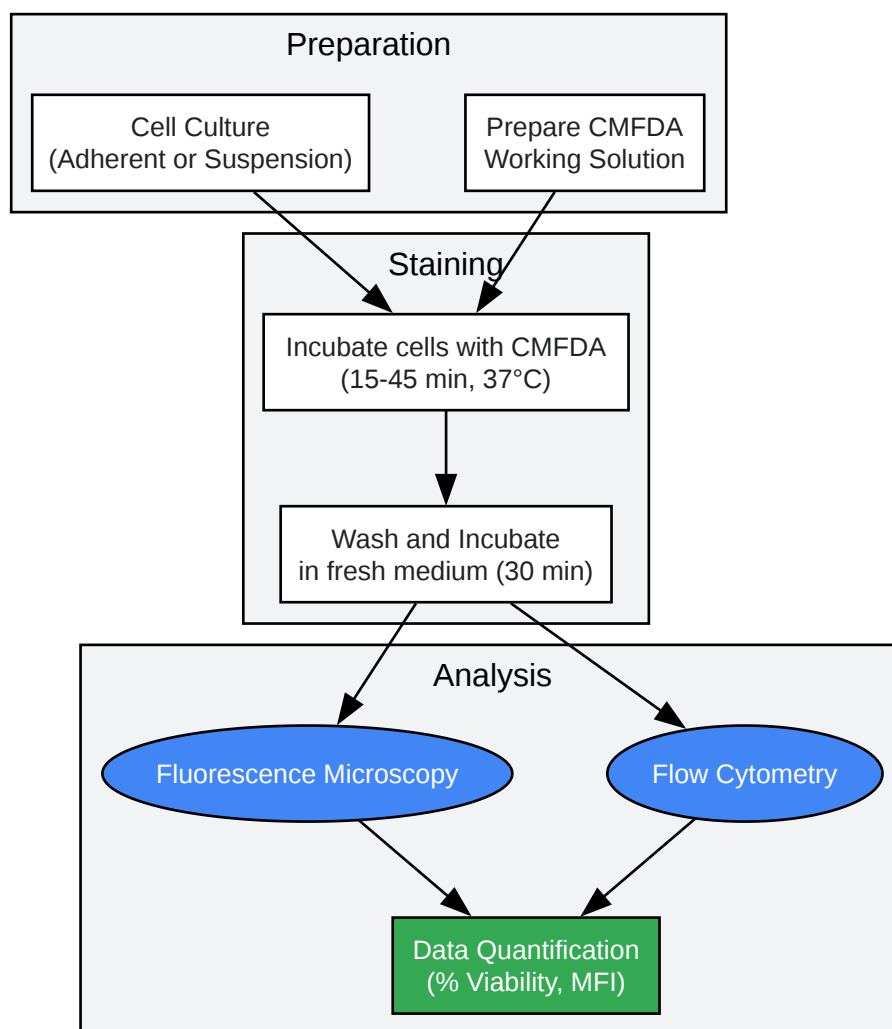 Preparation
Cell Culture
(Adherent or Suspension)
Prepare CMFDA
Working Solution
Staining
Incubate cells with CMFDA
(15-45 min, 37°C)
Wash and Incubate
in fresh medium (30 min)
Analysis
Fluorescence Microscopy
Flow Cytometry
Data Quantification
(% Viability, MFI)